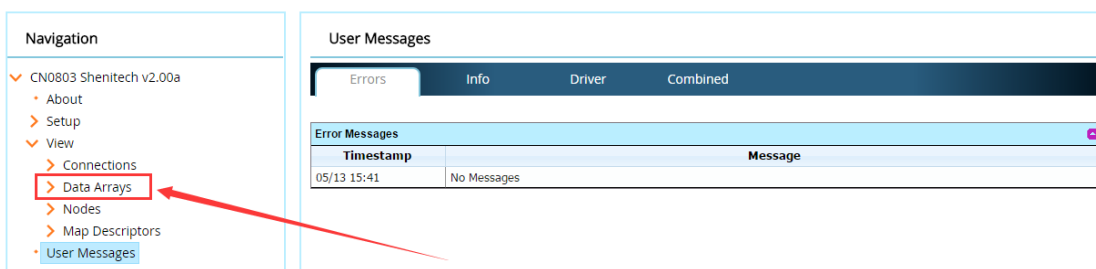 Navigation
CN0803 Shenitech v2.00a
About
Setup
View
Connections
Data Arrays
Nodes
Map Descriptors
User Messages
User Messages
Errors Info Driver Combined
Error Messages
Timestamp Message
05/13 15:41 No Messages